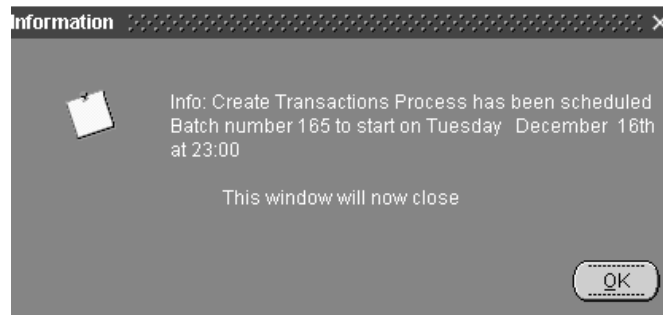 Information
Info: Create Transactions Process has been scheduled
Batch number 165 to start on Tuesday December 16th
at 23:00
This window will now close
OK